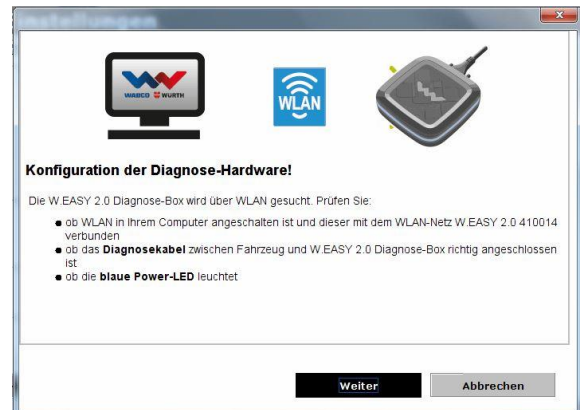 instellungen
WABCO WÜRTH
WLAN
Konfiguration der Diagnose-Hardware!
Die W.EASY 2.0 Diagnose-Box wird über WLAN gesucht. Prüfen Sie:
● ob WLAN in Ihrem Computer angeschalten ist und dieser mit dem WLAN-Netz W.EASY 2.0 410014
verbunden
● ob das Diagnosekabel zwischen Fahrzeug und W.EASY 2.0 Diagnose-Box richtig angeschlossen
ist
● ob die blaue Power-LED leuchtet
Weiter Abbrechen